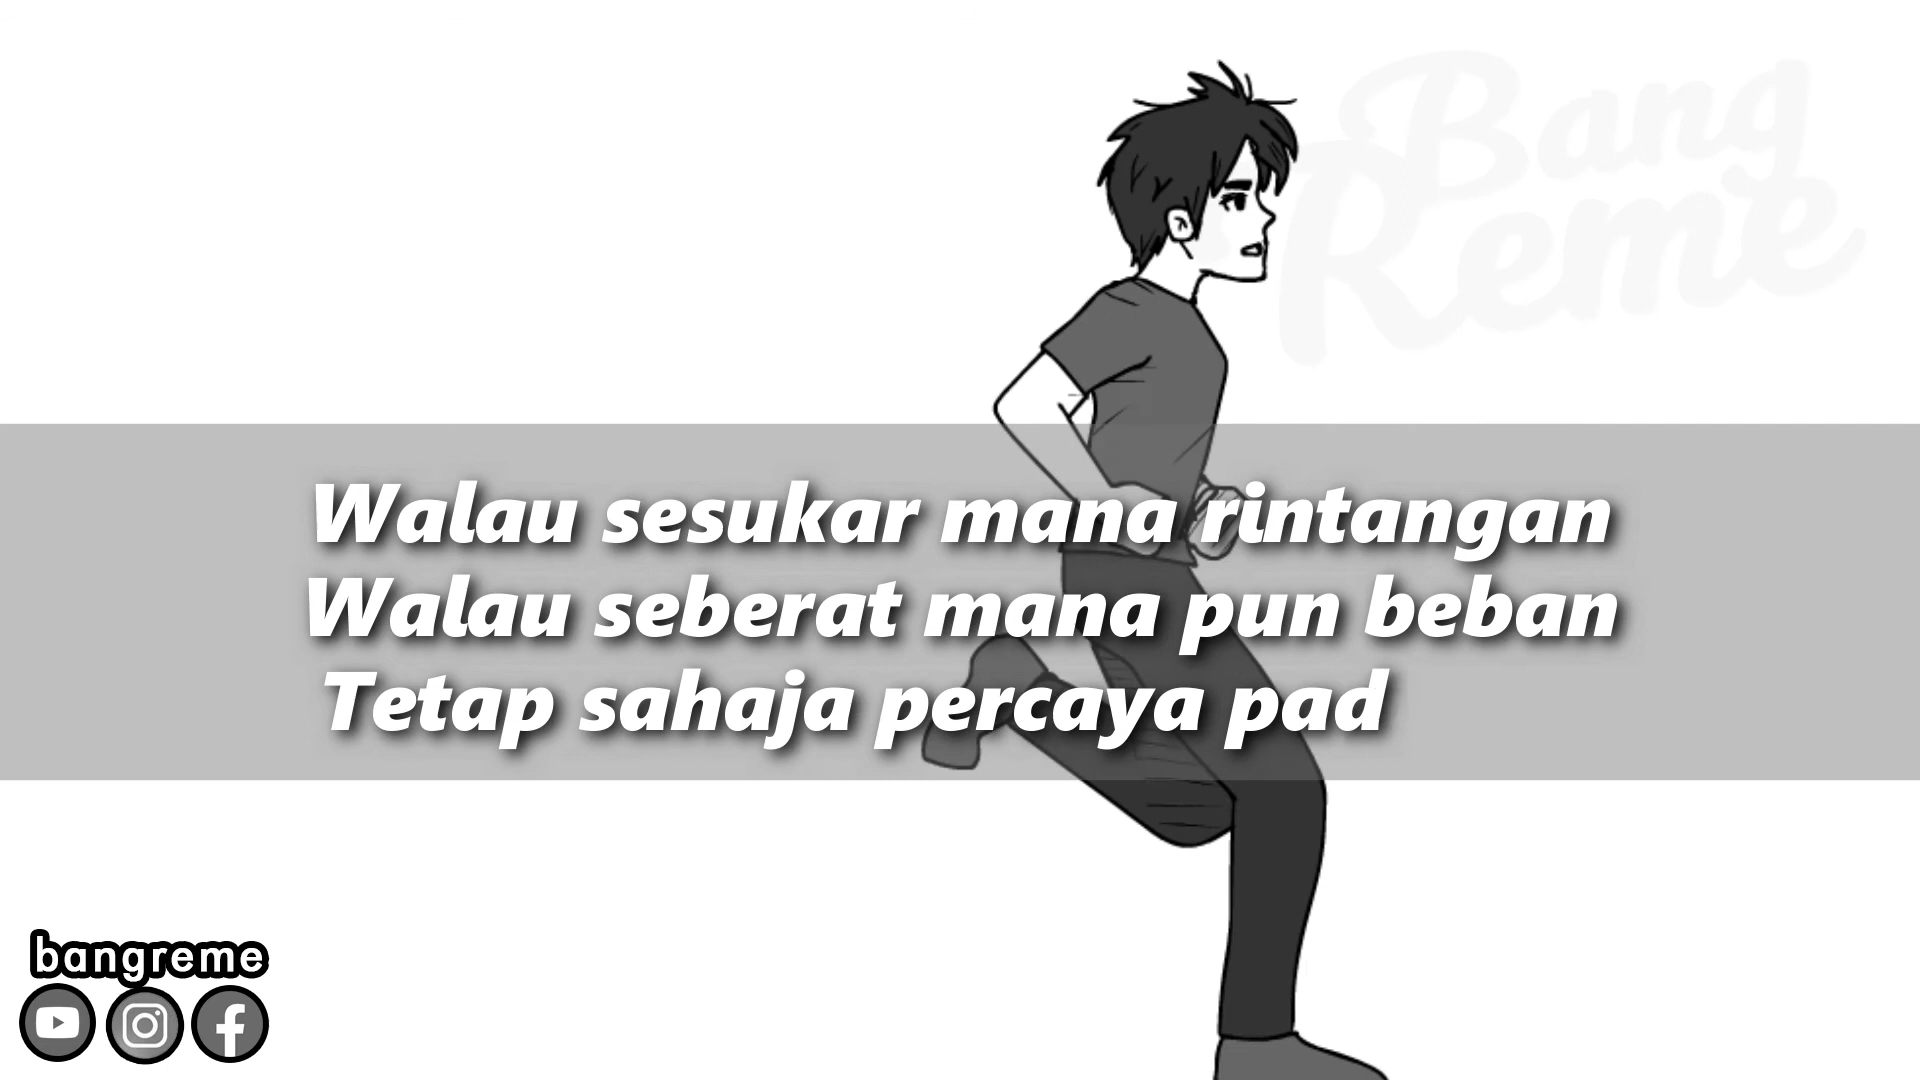 Bang
Reme
Walau sesukar mana rintangan
Walau seberat mana pun beban
Tetap sahaja percaya pad
bangreme